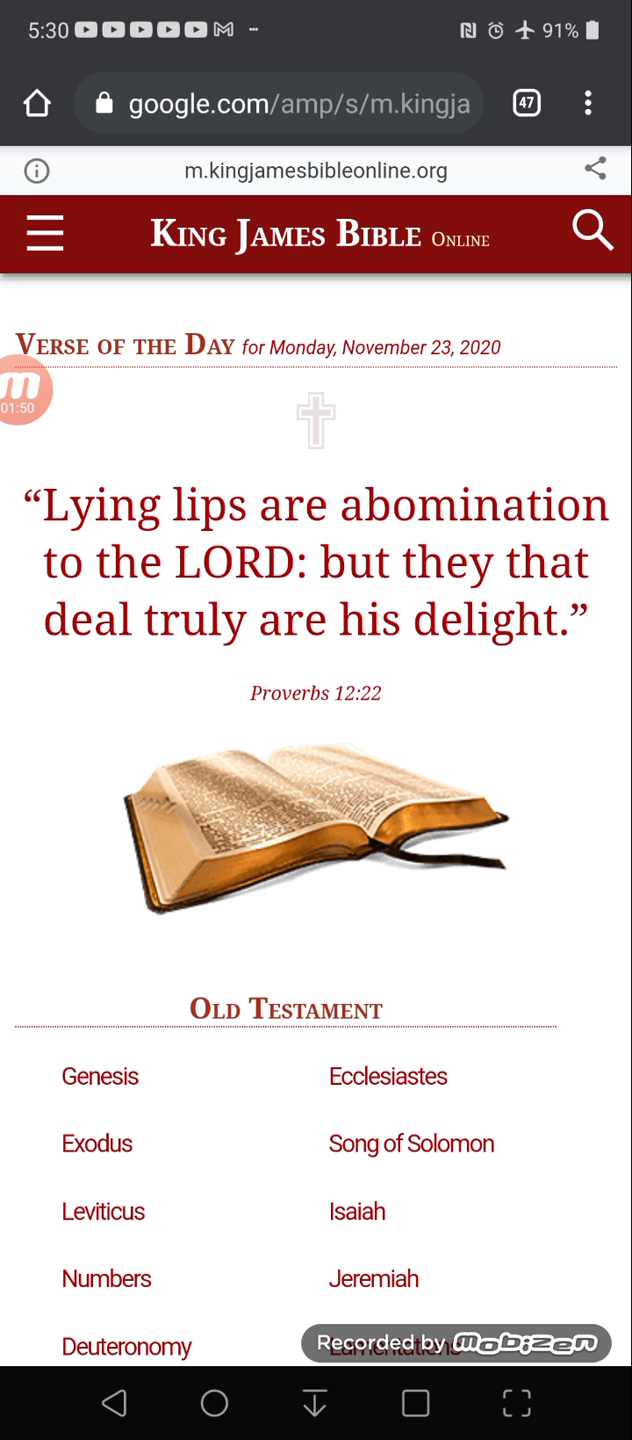 5:30
91%
google.com/amp/s/m.kingja
47
m.kingjamesbibleonline.org
King James Bible Online
Verse of the Day for Monday, November 23, 2020
m
01:50
“Lying lips are abomination
to the LORD: but they that
deal truly are his delight.”
Proverbs 12:22
Old Testament
Genesis
Ecclesiastes
Exodus
Song of Solomon
Leviticus
Isaiah
Numbers
Jeremiah
Deuteronomy
Lamentations
Recorded by mobizen